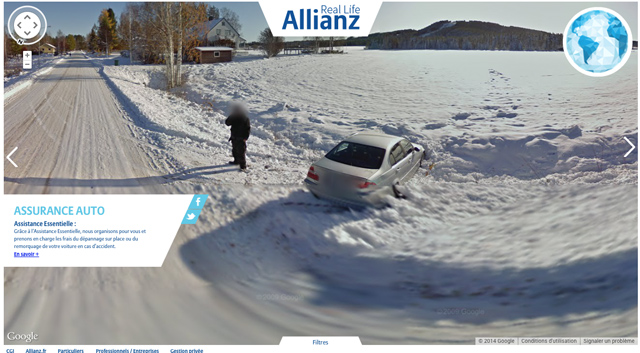 Real Life
Allianz
ASSURANCE AUTO
Assistance Essentielle :
Grâce à l'Assistance Essentielle, nous organisons pour vous et
prenons en charge les frais du dépannage sur place ou du
remorquage de votre voiture en cas d'accident.
En savoir +
Google
© 2014 Google | Conditions d'utilisation | Signaler un problème
Filtres
CGI Allianz.fr Particuliers Professionnels / Entreprises Gestion privée